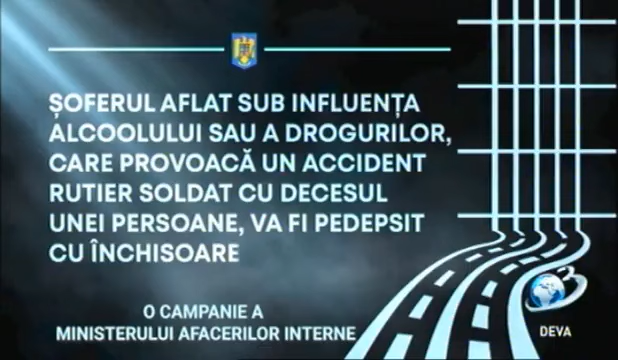 ȘOFERUL AFLAT SUB INFLUENȚA
ALCOOLULUI SAU A DROGURILOR,
CARE PROVOACĂ UN ACCIDENT
RUTIER SOLDAT CU DECESUL
UNEI PERSOANE, VA FI PEDEPSIT
CU ÎNCHISOARE
O CAMPANIE A
MINISTERULUI AFACERILOR INTERNE
3
DEVA